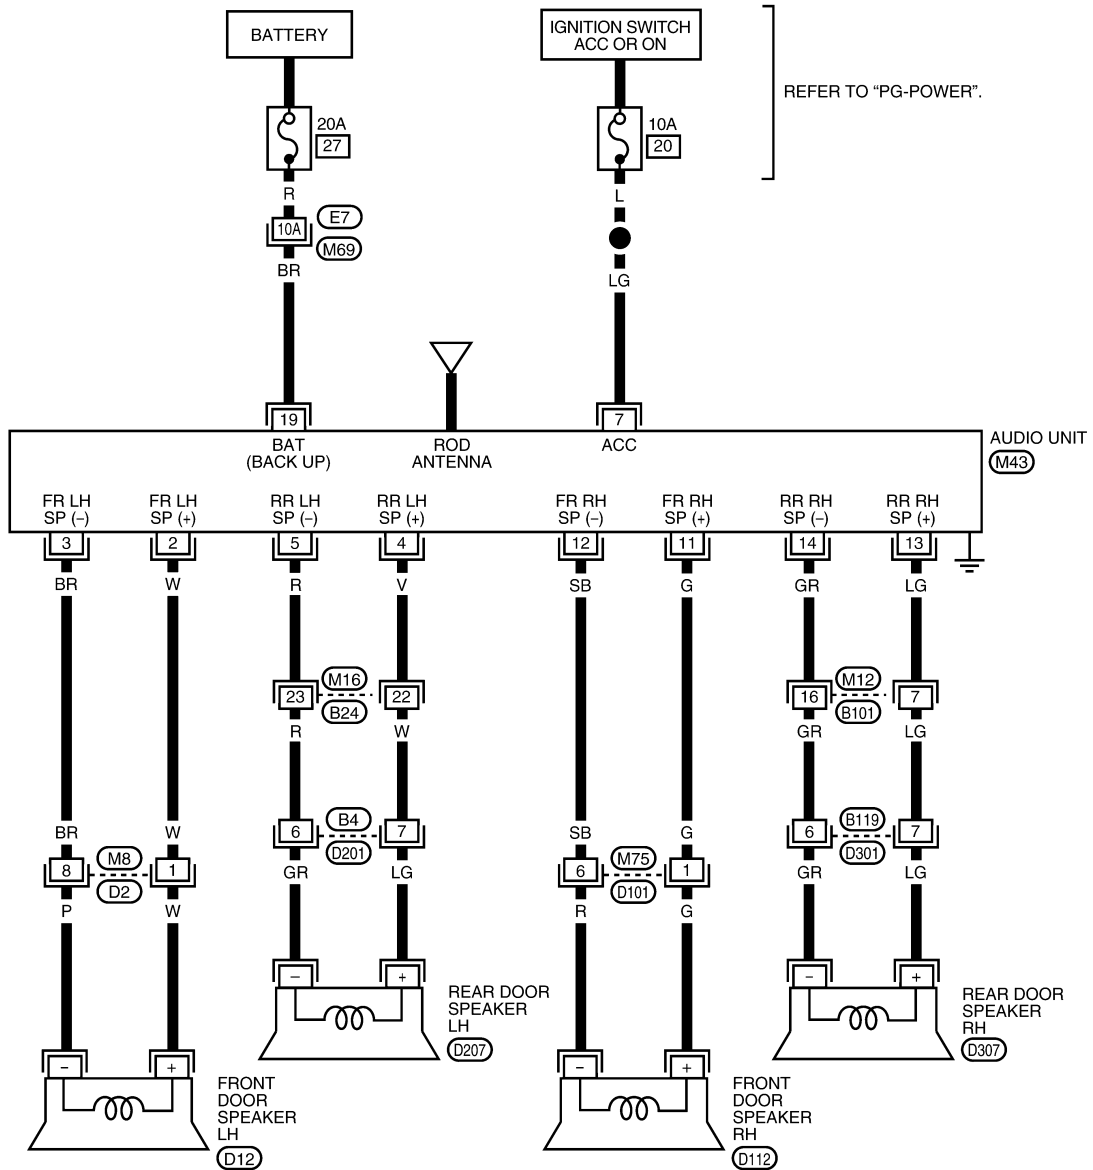 BATTERY
IGNITION SWITCH
ACC OR ON
REFER TO “PG-POWER”.
20A
27
10A
20
R
L
10A
E7
M69
BR
LG
19
7
BAT
(BACK UP)
ROD
ANTENNA
ACC
AUDIO UNIT
M43
FR LH
SP (–)
FR LH
SP (+)
RR LH
SP (–)
RR LH
SP (+)
FR RH
SP (–)
FR RH
SP (+)
RR RH
SP (–)
RR RH
SP (+)
3
2
5
4
12
11
14
13
BR
W
R
V
SB
G
GR
LG
23
M16
B24
22
16
M12
B101
7
R
W
GR
LG
6
B4
D201
7
6
B119
D301
7
BR
W
SB
G
8
M8
D2
1
GR
LG
6
M75
D101
1
GR
LG
P
W
R
G
–
+
–
+
REAR DOOR
SPEAKER
LH
D207
REAR DOOR
SPEAKER
RH
D307
–
+
–
+
FRONT
DOOR
SPEAKER
LH
D12
FRONT
DOOR
SPEAKER
RH
D112